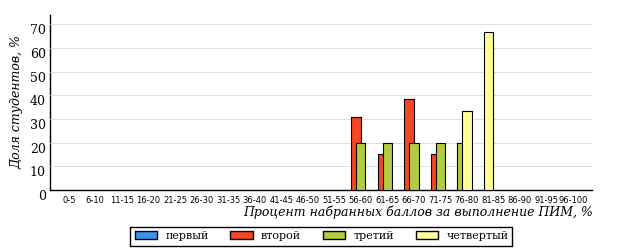 Доля студентов, %
70
60
50
40
30
20
10
0
0-5 6-10 11-15 16-20 21-25 26-30 31-35 36-40 41-45 46-50 51-55 56-60 61-65 66-70 71-75 76-80 81-85 86-90 91-95 96-100
Процент набранных баллов за выполнение ПИМ, %
первый второй третий четвертый